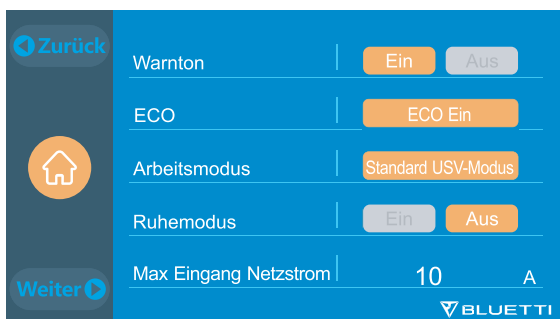 Zurück
Warnton Ein Aus
ECO ECO Ein
Arbeitsmodus Standard USV-Modus
Ruhemodus Ein Aus
Max Eingang Netzstrom 10 A
Weiter
BLUETTI